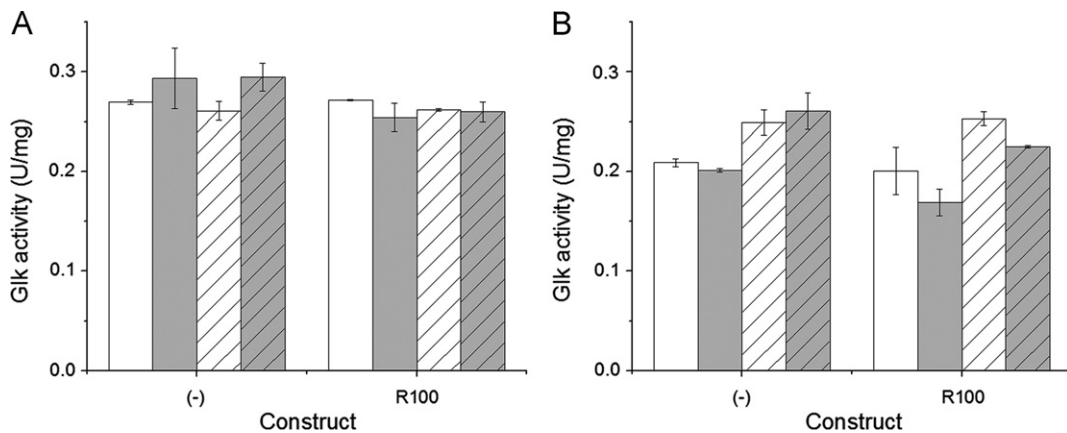 A
Glk activity (U/mg)
0.3
0.2
0.1
0.0
(-)
R100
Construct
B
Glk activity (U/mg)
0.3
0.2
0.1
0.0
(-)
R100
Construct